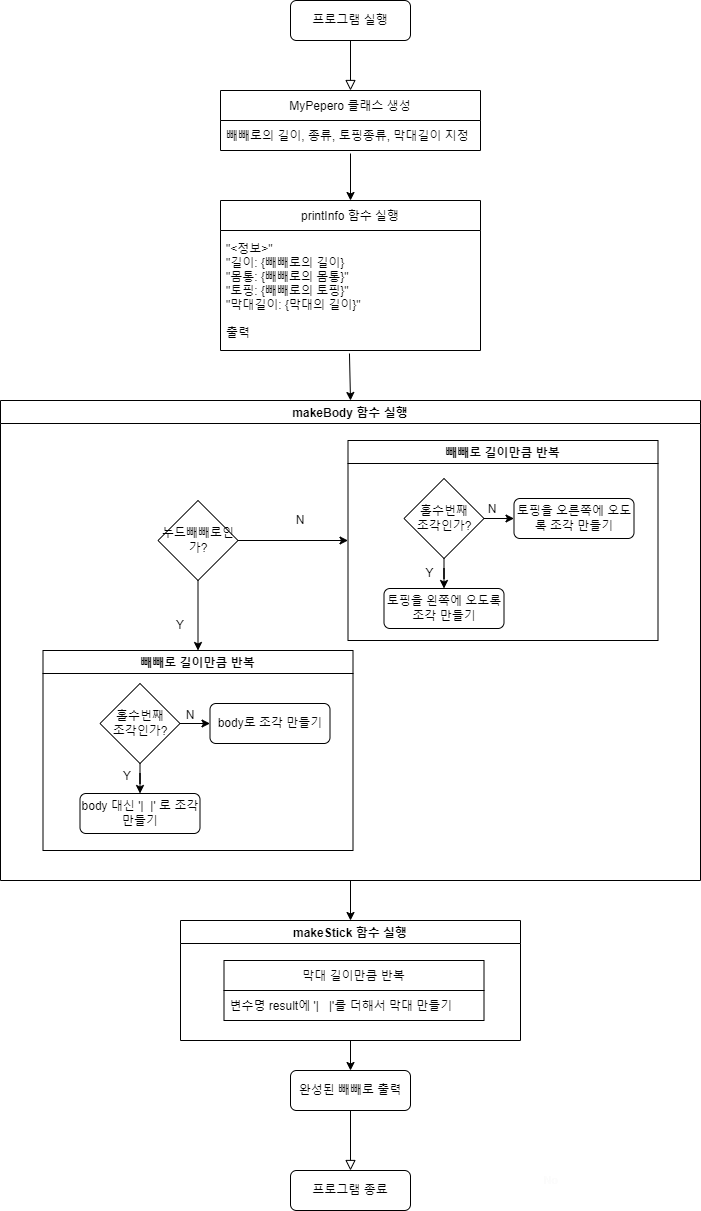 프로그램 실행
MyPepero 클래스 생성
빼빼로의 길이, 종류, 토핑종류, 막대길이 지정
printInfo 함수 실행
"<정보>"
"길이: {빼빼로의 길이}
"몸통: {빼빼로의 몸통}"
"토핑: {빼빼로의 토핑}"
"막대길이: {막대의 길이}"
출력
makeBody 함수 실행
누드빼빼로인
가?
N
빼빼로 길이만큼 반복
홀수번째
조각인가?
N
토핑을 오른쪽에 오도
록 조각 만들기
Y
토핑을 왼쪽에 오도록
조각 만들기
Y
빼빼로 길이만큼 반복
홀수번째
조각인가?
N
body로 조각 만들기
Y
body 대신 '| |' 로 조각
만들기
makeStick 함수 실행
막대 길이만큼 반복
변수명 result에 '| |'를 더해서 막대 만들기
완성된 빼빼로 출력
프로그램 종료